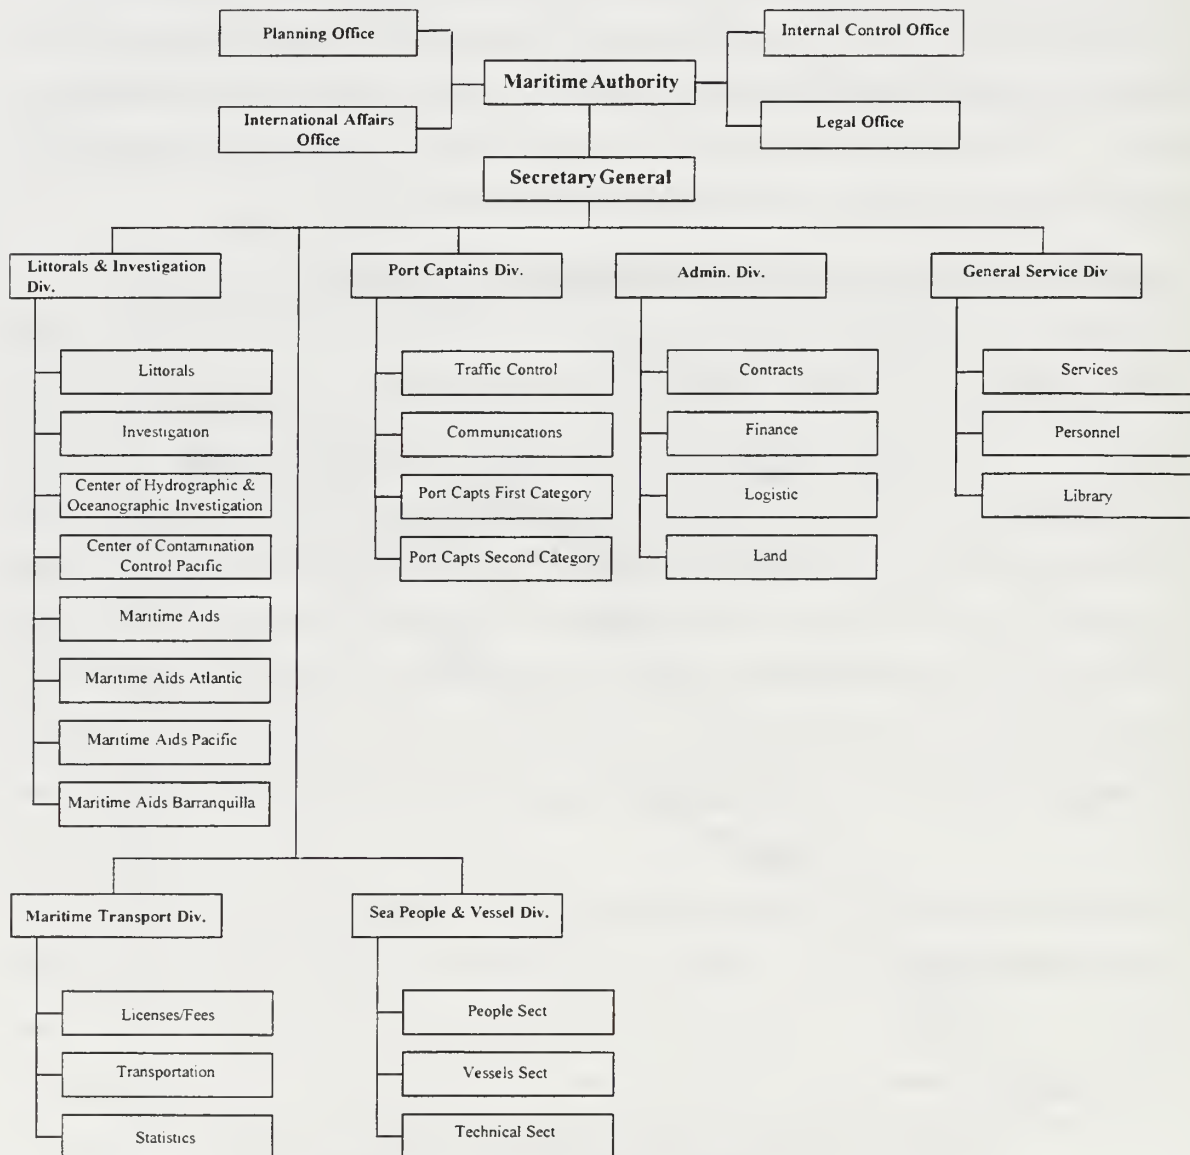 Planning Office
Internal Control Office
Maritime Authority
International Affairs
Office
Legal Office
Secretary General
Littorals & Investigation
Div.
Port Captains Div.
Admin. Div.
General Service Div
Littorals
Investigation
Center of Hydrographic &
Oceanographic Investigation
Center of Contamination
Control Pacific
Maritime Aids
Maritime Aids Atlantic
Maritime Aids Pacific
Maritime Aids Barranquilla
Traffic Control
Communications
Port Capts First Category
Port Capts Second Category
Contracts
Finance
Logistic
Land
Services
Personnel
Library
Maritime Transport Div.
Sea People & Vessel Div.
Licenses/Fees
Transportation
Statistics
People Sect
Vessels Sect
Technical Sect